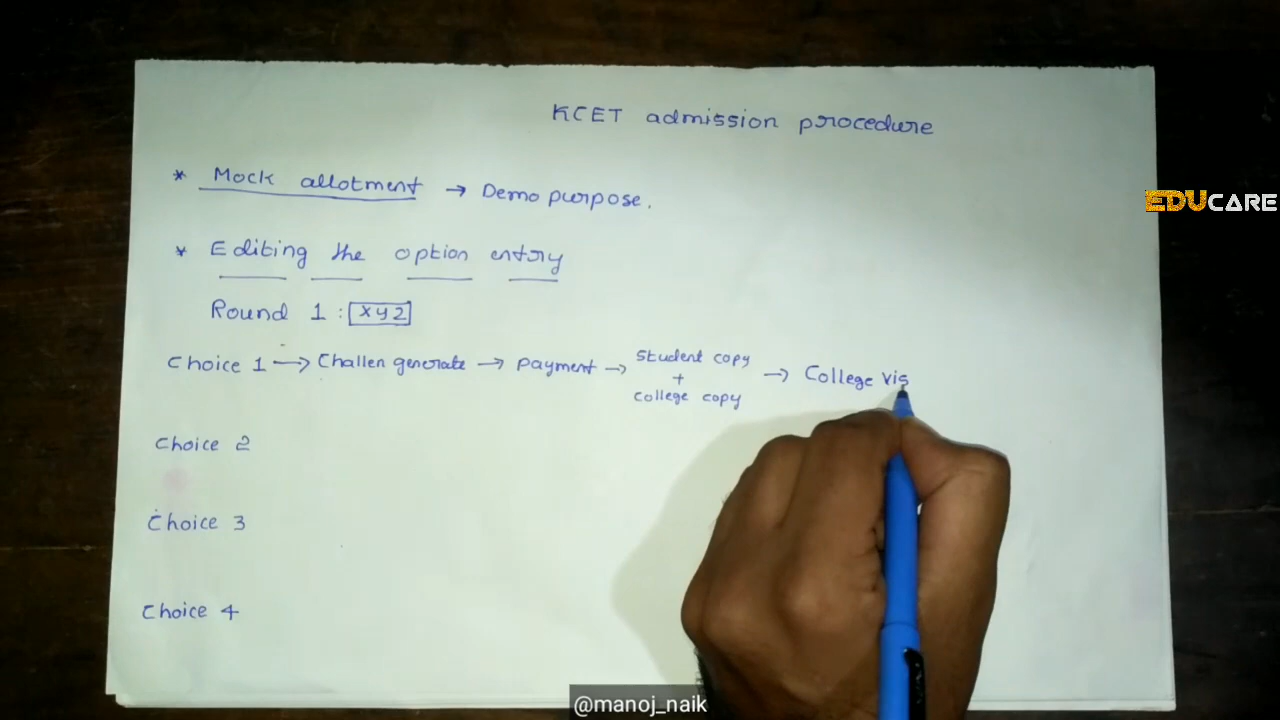 KCET admission procedure
* Mock allotment → Demo purpose.
EDUCARE
* Editing the option entry
Round 1 : xyz
Choice 1 → Challen generate → payment → Student copy + College copy → College vis
Choice 2
Choice 3
Choice 4
@manoj_naik